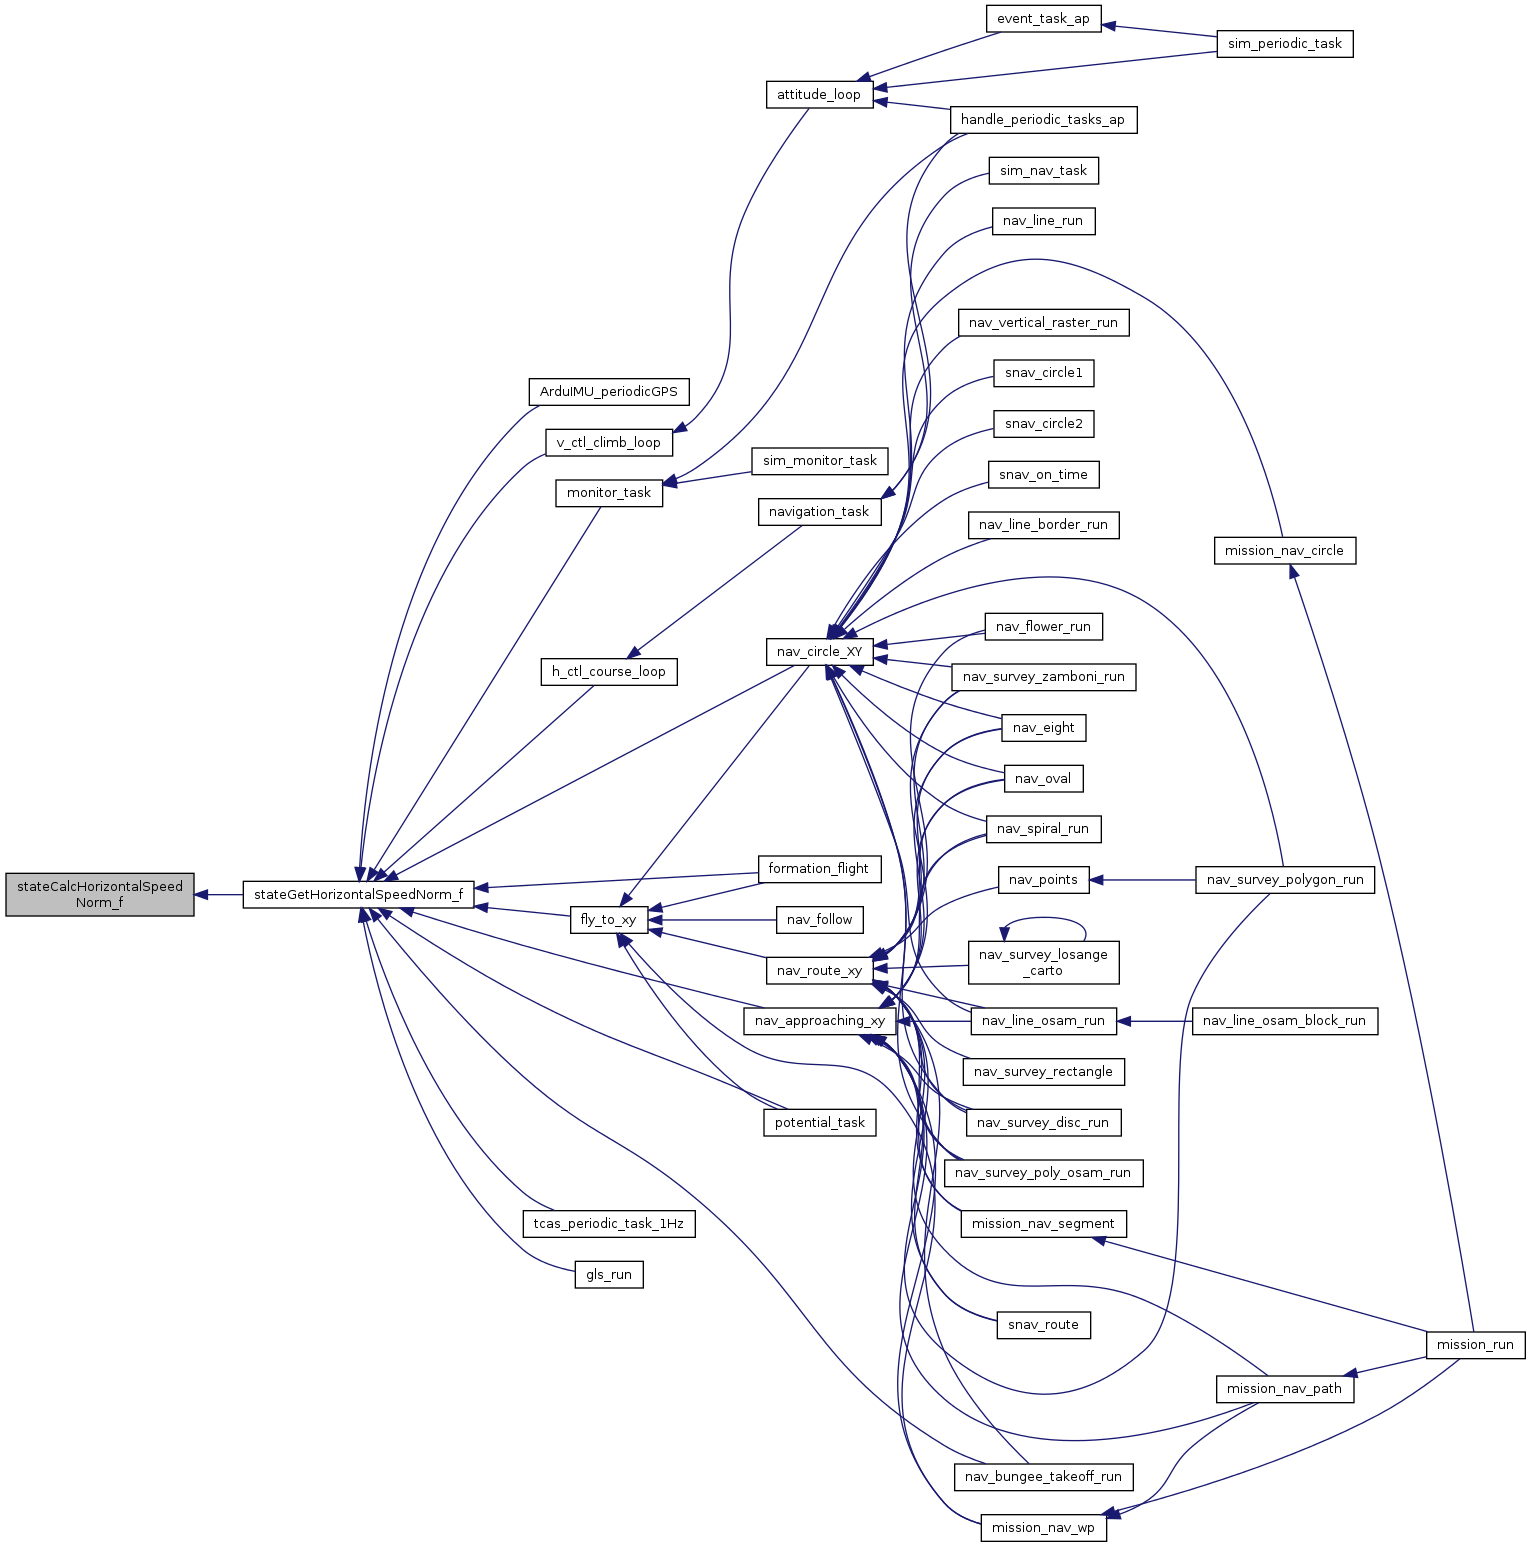 event_task_ap
sim_periodic_task
attitude_loop
handle_periodic_tasks_ap
sim_nav_task
nav_line_run
nav_vertical_raster_run
snav_circle1
ArduIMU_periodicGPS
snav_circle2
v_ctl_climb_loop
sim_monitor_task
snav_on_time
monitor_task
navigation_task
nav_line_border_run
mission_nav_circle
nav_flower_run
nav_circle_XY
h_ctl_course_loop
nav_survey_zamboni_run
nav_eight
nav_oval
nav_spiral_run
formation_flight
nav_points
nav_survey_polygon_run
stateCalcHorizontalSpeed
Norm_f
stateGetHorizontalSpeedNorm_f
fly_to_xy
nav_follow
nav_survey_losange
_carto
nav_route_xy
nav_approaching_xy
nav_line_osam_run
nav_line_osam_block_run
nav_survey_rectangle
potential_task
nav_survey_disc_run
nav_survey_poly_osam_run
tcas_periodic_task_1Hz
mission_nav_segment
gls_run
snav_route
mission_run
mission_nav_path
nav_bungee_takeoff_run
mission_nav_wp